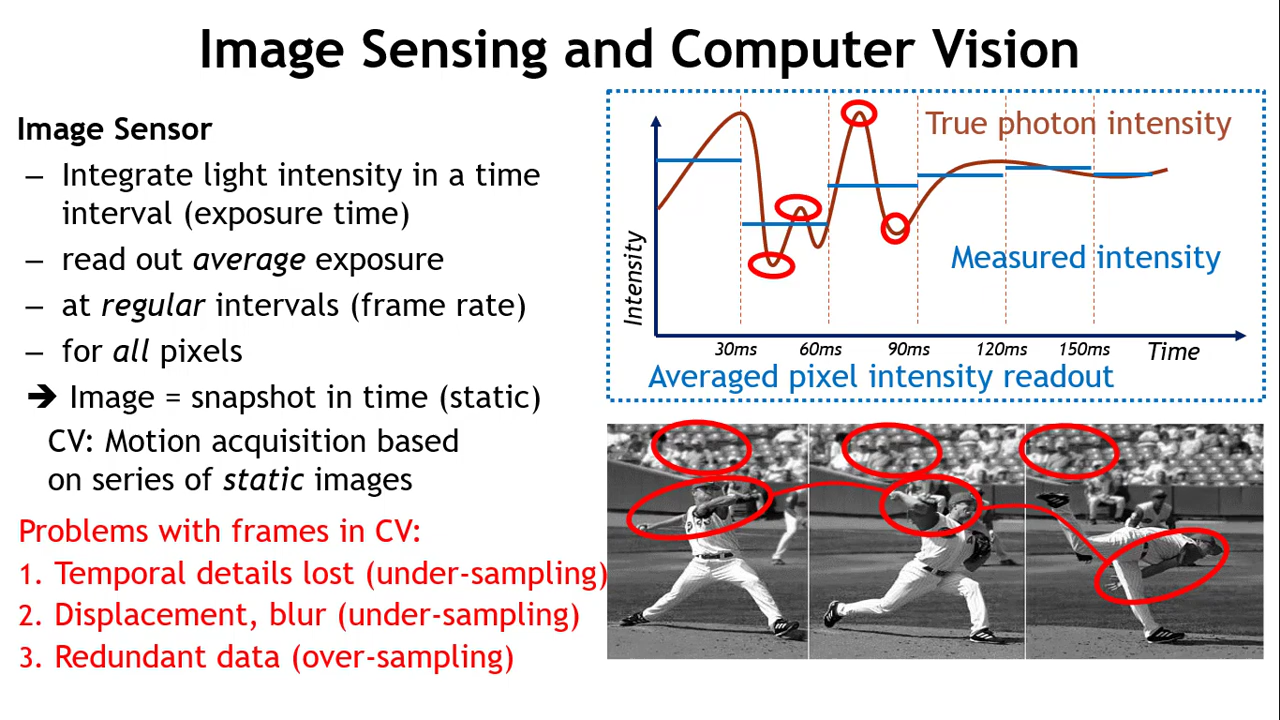 Image Sensing and Computer Vision
Image Sensor
– Integrate light intensity in a time
interval (exposure time)
– read out average exposure
– at regular intervals (frame rate)
– for all pixels
➔ Image = snapshot in time (static)
CV: Motion acquisition based
on series of static images
Problems with frames in CV:
1. Temporal details lost (under-sampling)
2. Displacement, blur (under-sampling)
3. Redundant data (over-sampling)
True photon intensity
Measured intensity
Intensity
30ms 60ms 90ms 120ms 150ms Time
Averaged pixel intensity readout